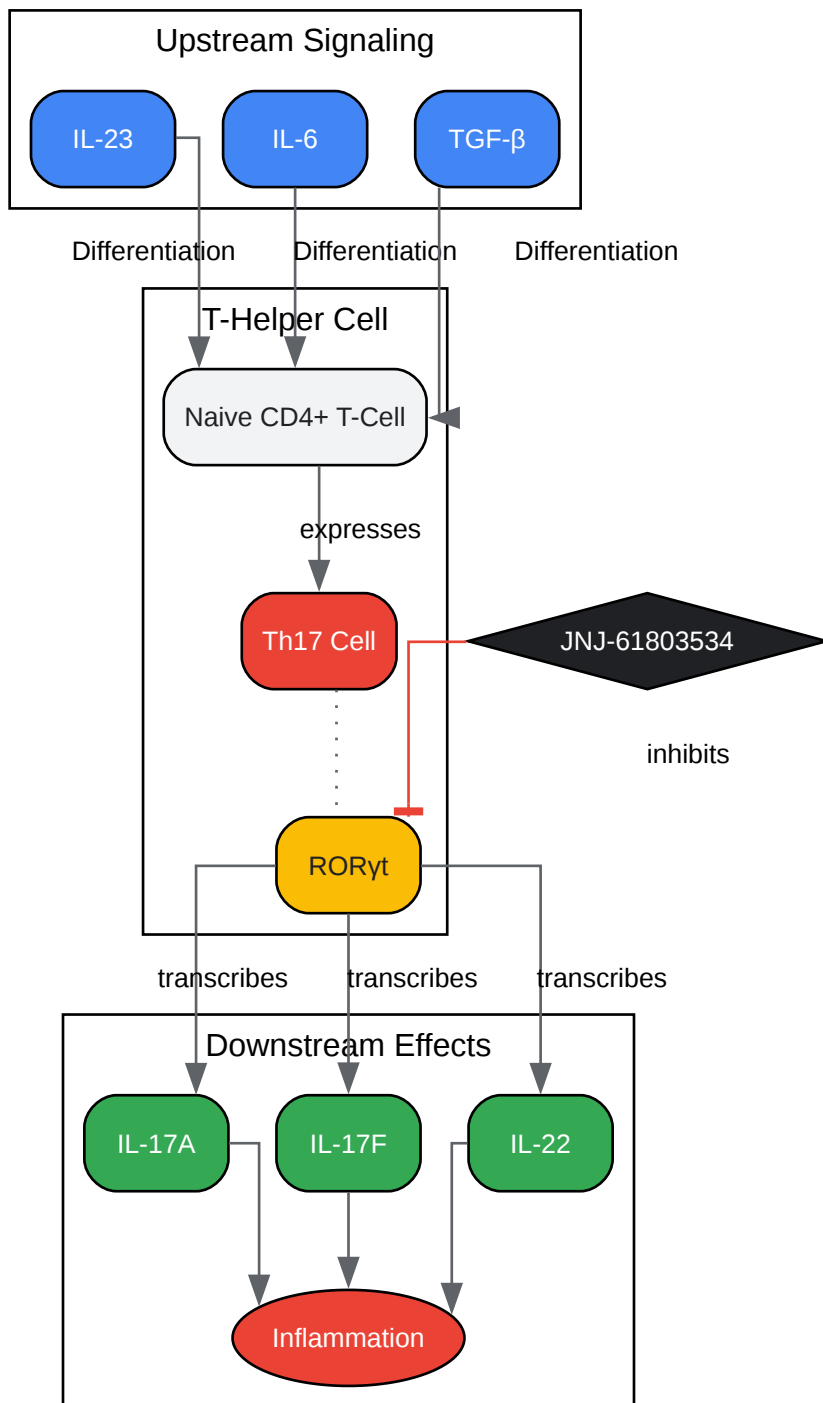 Upstream Signaling
IL-23
IL-6
TGF-β
Differentiation
Differentiation
Differentiation
T-Helper Cell
Naive CD4+ T-Cell
expresses
Th17 Cell
JNJ-61803534
inhibits
RORγt
transcribes
transcribes
transcribes
Downstream Effects
IL-17A
IL-17F
IL-22
Inflammation